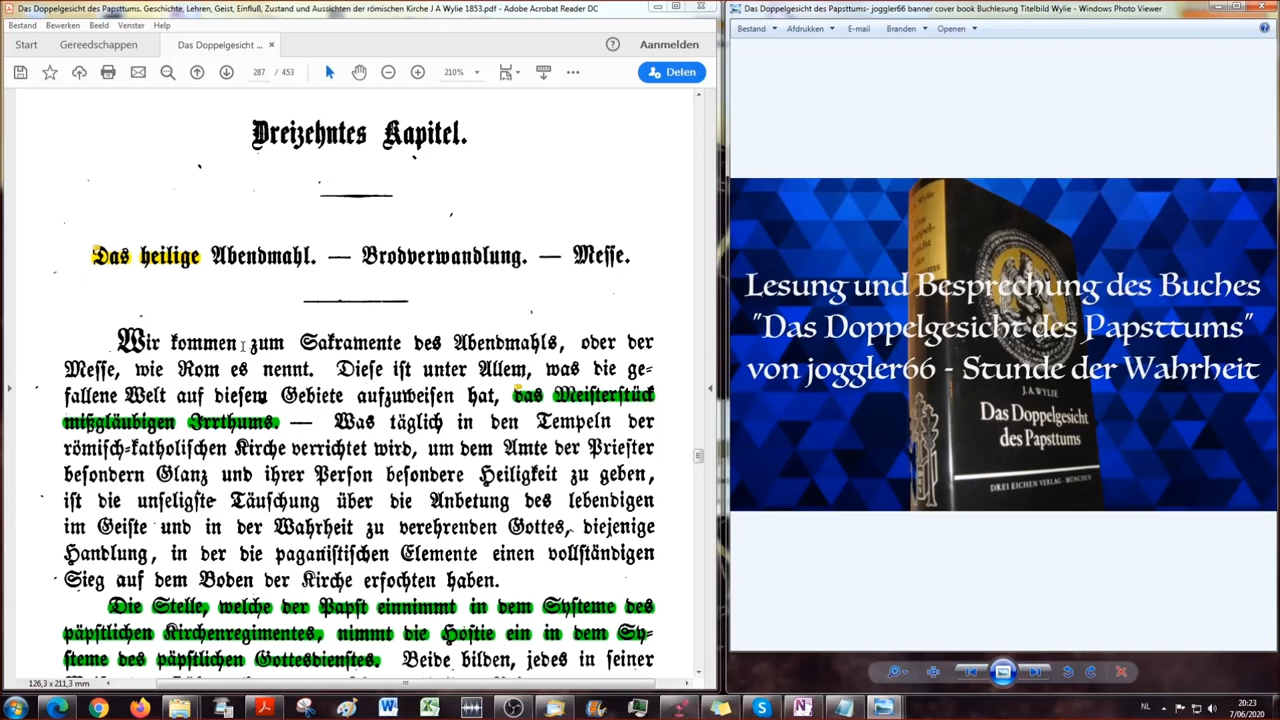 Das Doppelgesicht des Papsttums. Geschichte, Lehren, Geist, Einfluß, Zustand und Aussichten der römischen Kirche J A Wylie 1853.pdf - Adobe Acrobat Reader DC
Bestand Bewerken Beeld Venster Help
Start Gereedschappen Das Doppelgesicht ... × Aanmelden
287 / 453 210% Delen
Dreizehntes Kapitel.
Das heilige Abendmahl. — Brodverwandlung. — Messe.
Wir kommen zum Sakramente des Abendmahls, oder der
Messe, wie Rom es nennt. Diese ist unter Allem, was die ge-
fallene Welt auf diesem Gebiete aufzuweisen hat, das Meisterstück
mißgläubigen Irrthums. — Was täglich in den Tempeln der
römisch-katholischen Kirche verrichtet wird, um dem Amte der Priester
besondern Glanz und ihrer Person besondere Heiligkeit zu geben,
ist die unseligste Täuschung über die Anbetung des lebendigen
im Geiste und in der Wahrheit zu verehrenden Gottes, diejenige
Handlung, in der die paganistischen Elemente einen vollständigen
Sieg auf dem Boden der Kirche erfochten haben.
Die Stelle, welche der Papst einnimmt in dem Systeme des
päpstlichen Kirchenregimentes, nimmt die Hostie ein in dem Sy-
steme des päpstlichen Gottesdienstes. Beide bilden, jedes in seiner
126,3 x 211,3 mm
Das Doppelgesicht des Papsttums- joggler66 banner cover book Buchlesung Titelbild Wylie - Windows Photo Viewer
Bestand Afdrukken E-mail Branden Openen
Lesung und Besprechung des Buches
"Das Doppelgesicht des Papsttums"
von joggler66 - Stunde der Wahrheit
J.A. WYLIE
Das Doppelgesicht
des Papsttums
DREI EICHEN VERLAG · MÜNCHEN
NL
20:23
7/06/2020